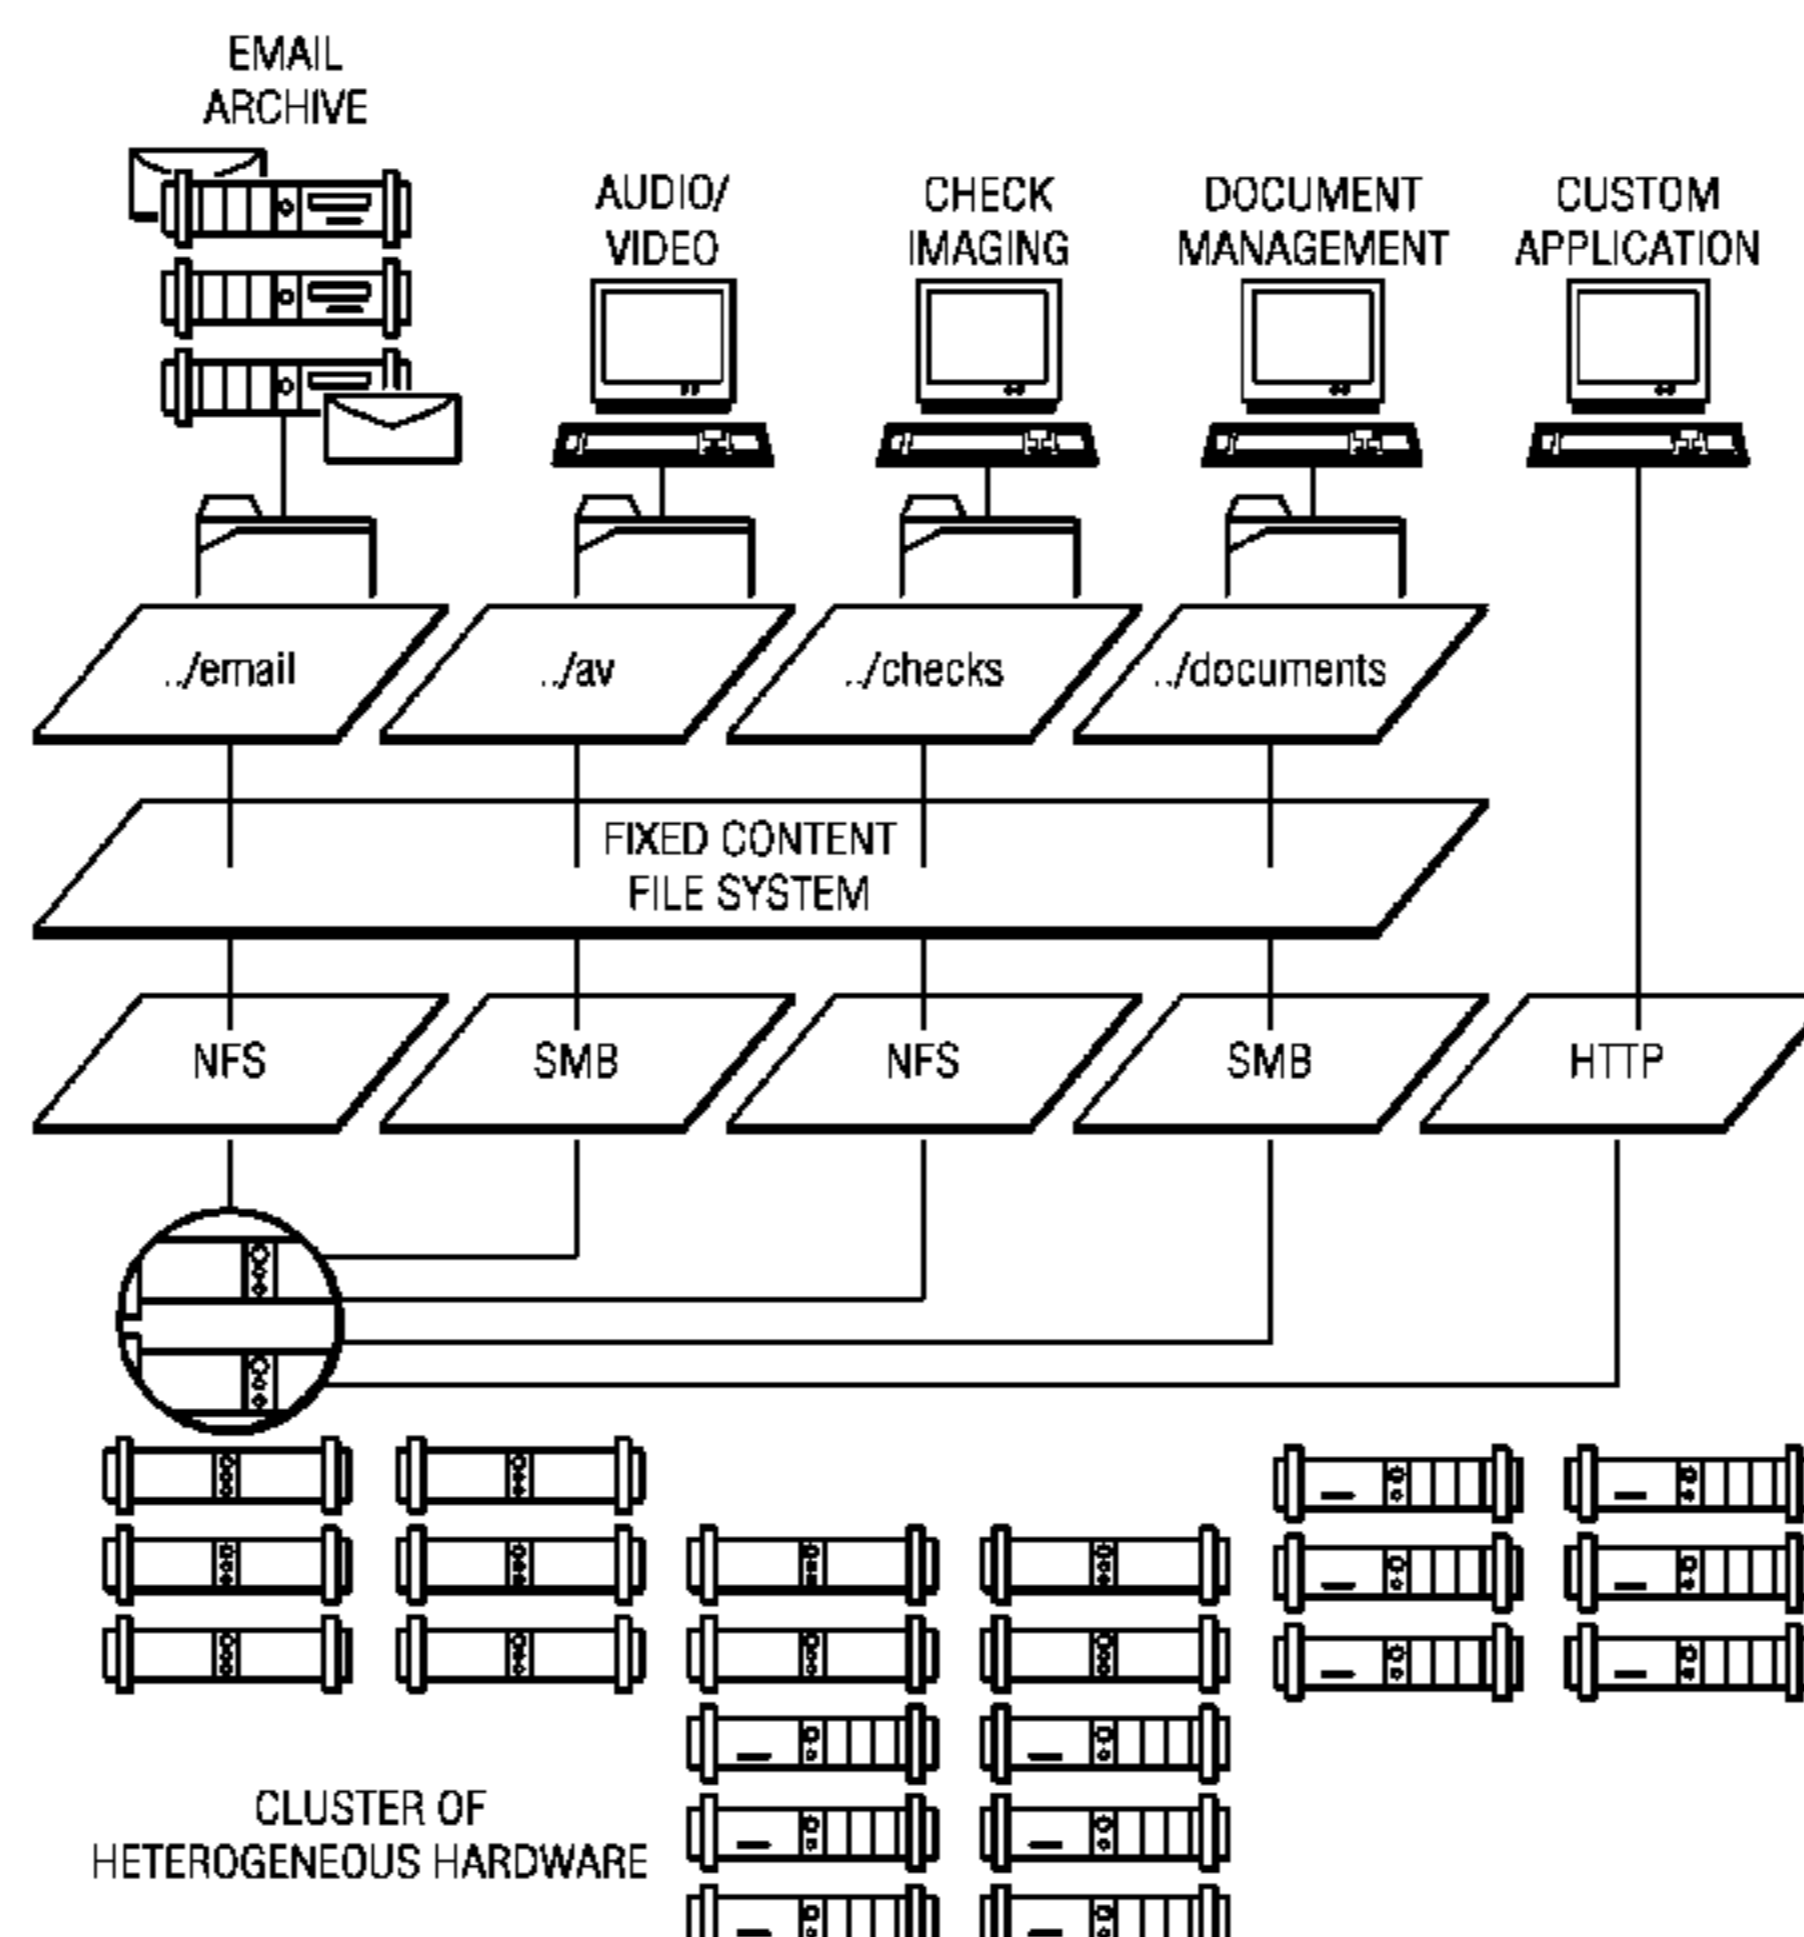 EMAIL
ARCHIVE
AUDIO/
VIDEO
CHECK
IMAGING
DOCUMENT
MANAGEMENT
CUSTOM
APPLICATION
../email
../av
../checks
../documents
FIXED CONTENT
FILE SYSTEM
NFS
SMB
NFS
SMB
HTTP
CLUSTER OF
HETEROGENEOUS HARDWARE